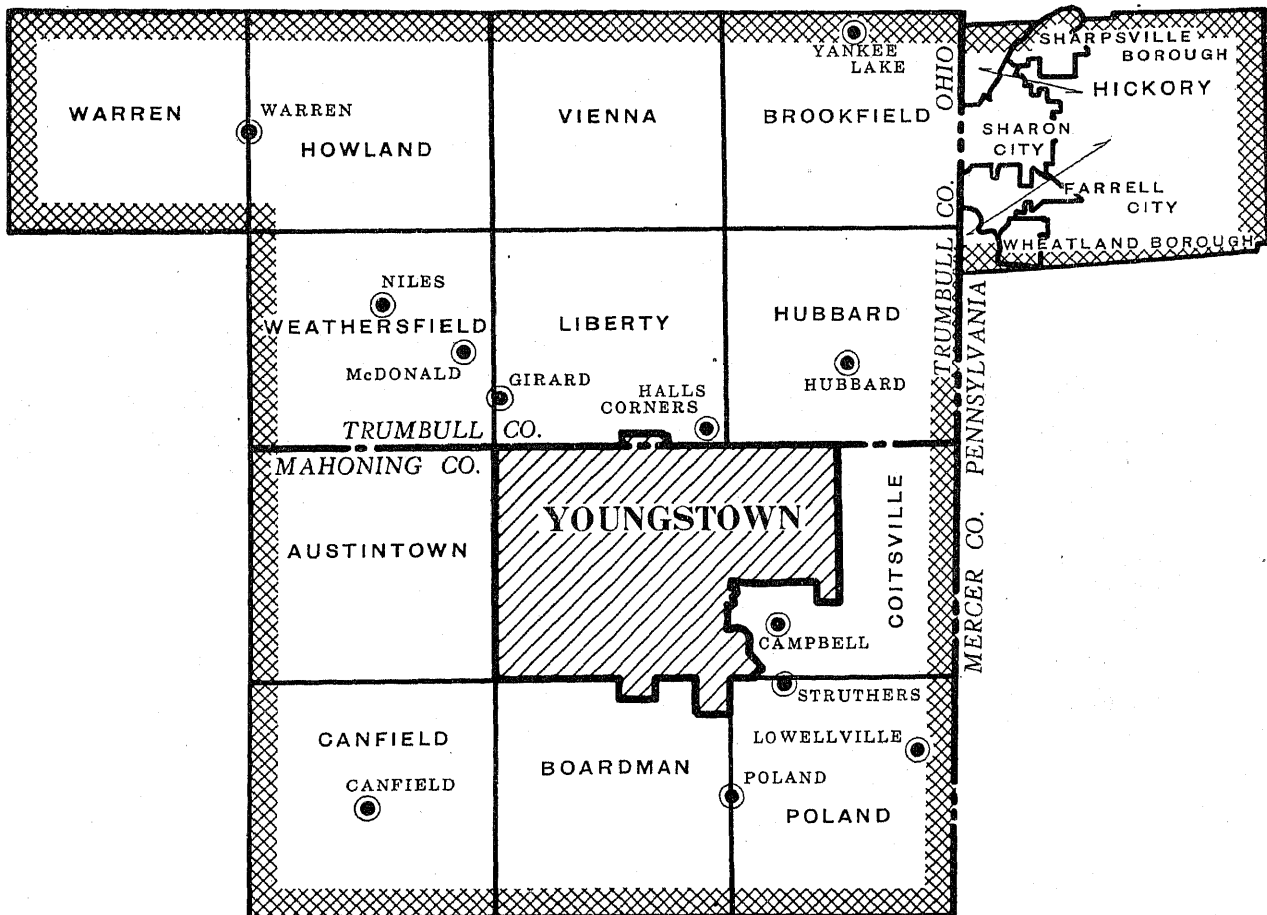 WARREN
WARREN
HOWLAND
VIENNA
YANKEE
LAKE
BROOKFIELD
OHIO
TRUMBULL CO.
SHARPSVILLE
BOROUGH
HICKORY
SHARON
CITY
FARRELL
CITY
WHEATLAND BOROUGH
NILES
WEATHERSFIELD
McDONALD
LIBERTY
GIRARD
HALLS
CORNERS
HUBBARD
HUBBARD
TRUMBULL CO.
MAHONING CO.
PENNSYLVANIA
MERCER CO.
AUSTINTOWN
YOUNGSTOWN
COITSVILLE
CAMPBELL
STRUTHERS
CANFIELD
CANFIELD
BOARDMAN
LOWELLVILLE
POLAND
POLAND